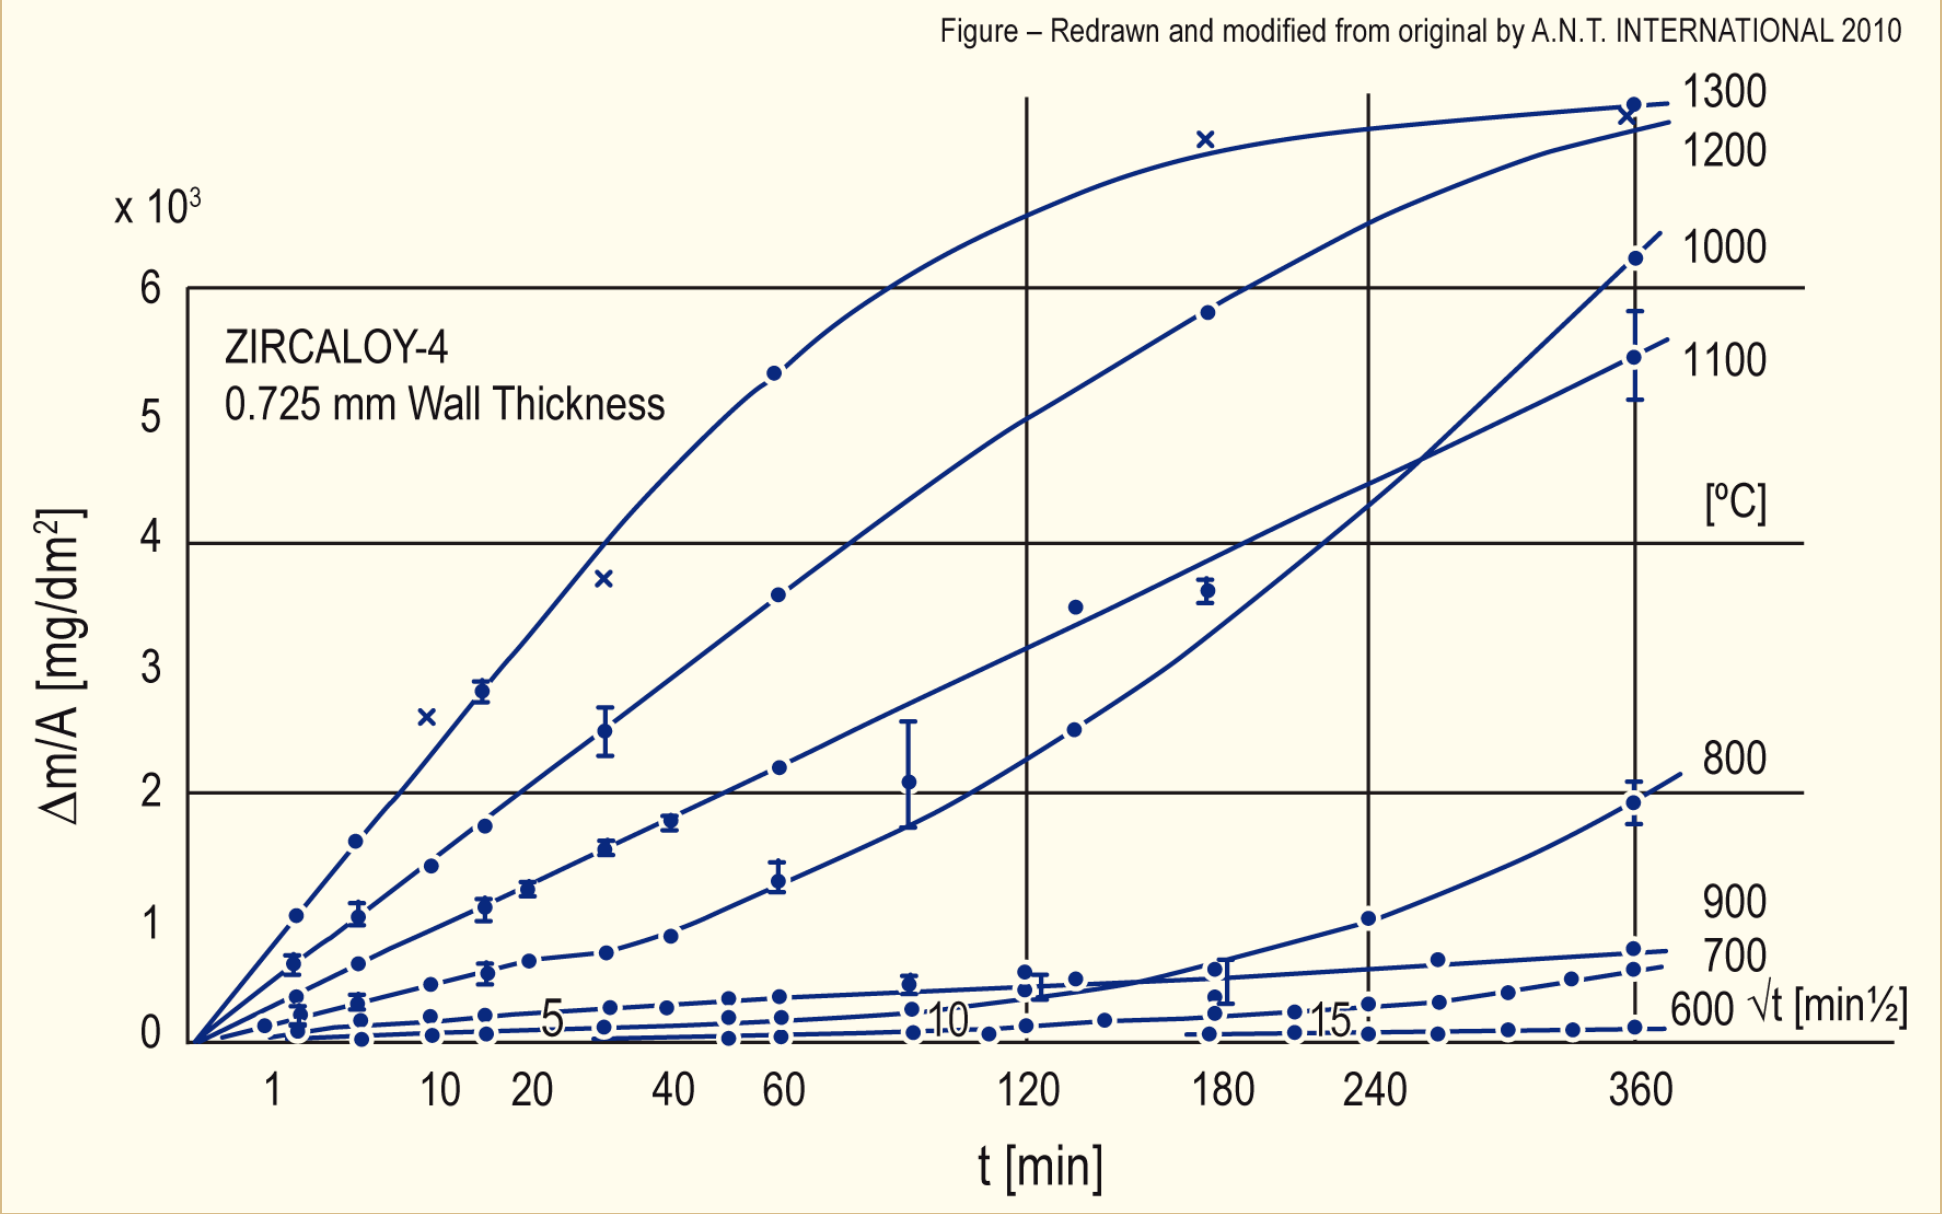 Figure – Redrawn and modified from original by A.N.T. INTERNATIONAL 2010
1300
1200
x 10³
1000
6
ZIRCALOY-4
0.725 mm Wall Thickness
1100
5
[ºC]
4
∆m/A [mg/dm²]
3
800
2
900
1
700
600 √t [min½]
5
10
15
0
1 10 20 40 60 120 180 240 360
t [min]